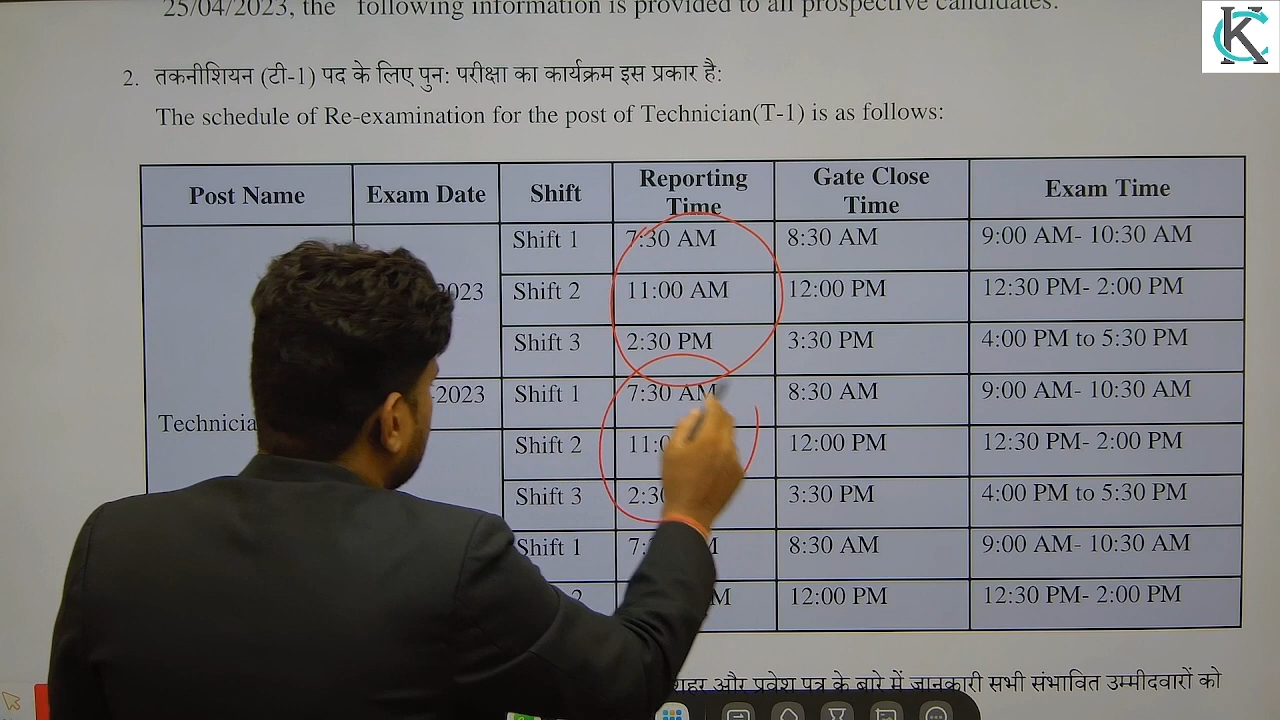 25/04/2023, the following information is provided to all prospective candidates.
2. तकनीशियन (टी-1) पद के लिए पुन: परीक्षा का कार्यक्रम इस प्रकार है:
The schedule of Re-examination for the post of Technician(T-1) is as follows:
Post Name Exam Date Shift Reporting Time Gate Close Time Exam Time
Shift 1 7:30 AM 8:30 AM 9:00 AM- 10:30 AM
2023 Shift 2 11:00 AM 12:00 PM 12:30 PM- 2:00 PM
Shift 3 2:30 PM 3:30 PM 4:00 PM to 5:30 PM
-2023 Shift 1 7:30 AM 8:30 AM 9:00 AM- 10:30 AM
Technicia
Shift 2 11:0 12:00 PM 12:30 PM- 2:00 PM
Shift 3 2:30 3:30 PM 4:00 PM to 5:30 PM
Shift 1 7: M 8:30 AM 9:00 AM- 10:30 AM
2 M 12:00 PM 12:30 PM- 2:00 PM
और प्रवेश पत्र के बारे में जानकारी सभी संभावित उम्मीदवारों को
KC